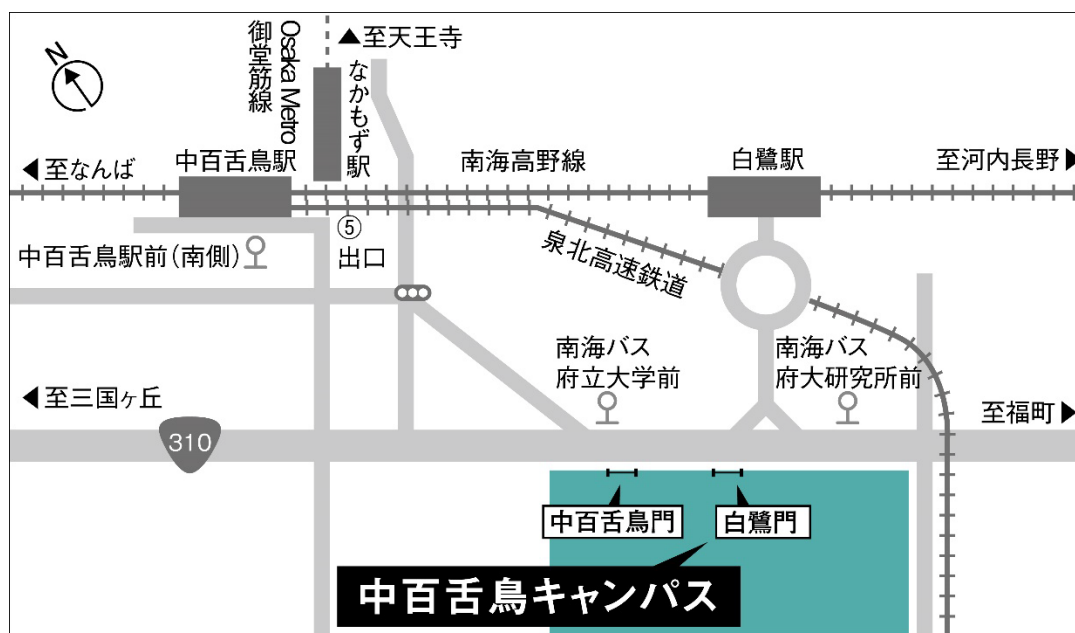 N
▲至天王寺
Osaka Metro
御堂筋線
なかもず駅
◀至なんば
中百舌鳥駅
南海高野線
白鷺駅
至河内長野▶
⑤
出口
中百舌鳥駅前(南側)
泉北高速鉄道
南海バス
府立大学前
南海バス
府大研究所前
◀至三国ヶ丘
310
至福町▶
中百舌鳥門
白鷺門
中百舌鳥キャンパス